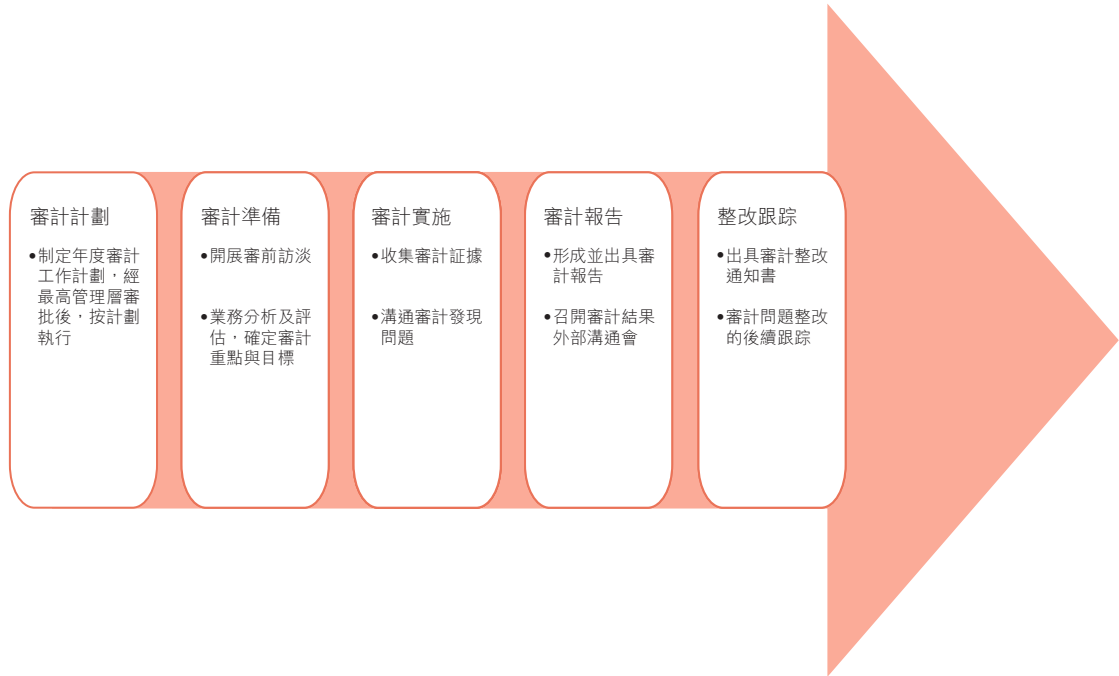 審計計劃
•制定年度審計
工作計劃，經
最高管理層審
批後，按計劃
執行
審計準備
•開展審前訪淡
•業務分析及評
估，確定審計
重點與目標
審計實施
•收集審計証據
•溝通審計發現
問題
審計報告
•形成並出具審
計報告
•召開審計結果
外部溝通會
整改跟踪
•出具審計整改
通知書
•審計問題整改
的後續跟踪